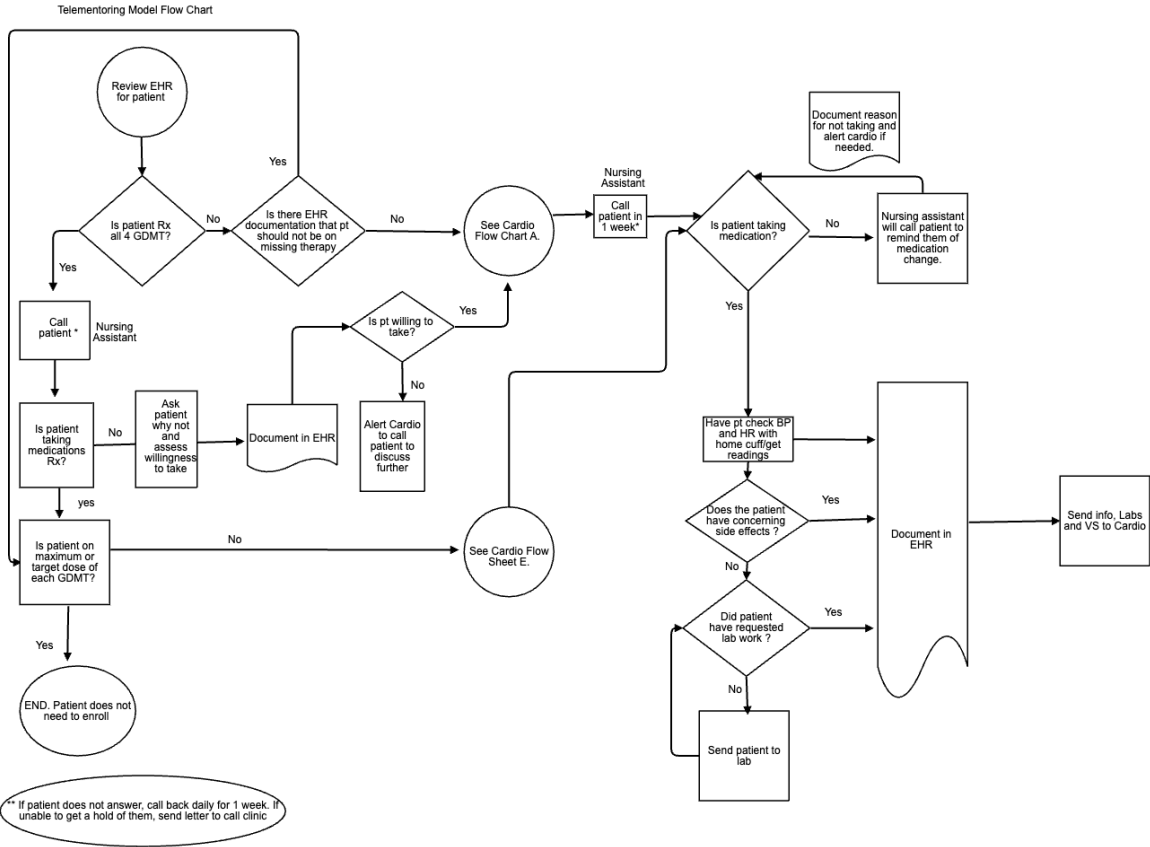 Telementoring Model Flow Chart
Review EHR
for patient
Is patient Rx
all 4 GDMT?
No
Yes
Is there EHR
documentation that pt
should not be on
missing therapy
Yes
No
See Cardio
Flow Chart A.
Nursing
Assistant
Call
patient in
1 week*
Is patient taking
medication?
No
Yes
Document reason
for not taking and
alert cardio if
needed.
Nursing assistant
will call patient to
remind them of
medication
change.
Call
patient *
Nursing
Assistant
Is patient
taking
medications
Rx?
No
yes
Ask
patient
why not
and
assess
willingness
to take
Document in EHR
Is pt willing to
take?
Yes
No
Alert Cardio
to call
patient to
discuss
further
Is patient on
maximum or
target dose of
each GDMT?
No
Yes
See Cardio Flow
Sheet E.
END. Patient does not
need to enroll
Have pt check BP
and HR with
home cuff/get
readings
Does the patient
have concerning
side effects ?
Yes
No
Did patient
have requested
lab work ?
Yes
No
Send patient to
lab
Document in
EHR
Send info, Labs
and VS to Cardio
** If patient does not answer, call back daily for 1 week. If
unable to get a hold of them, send letter to call clinic